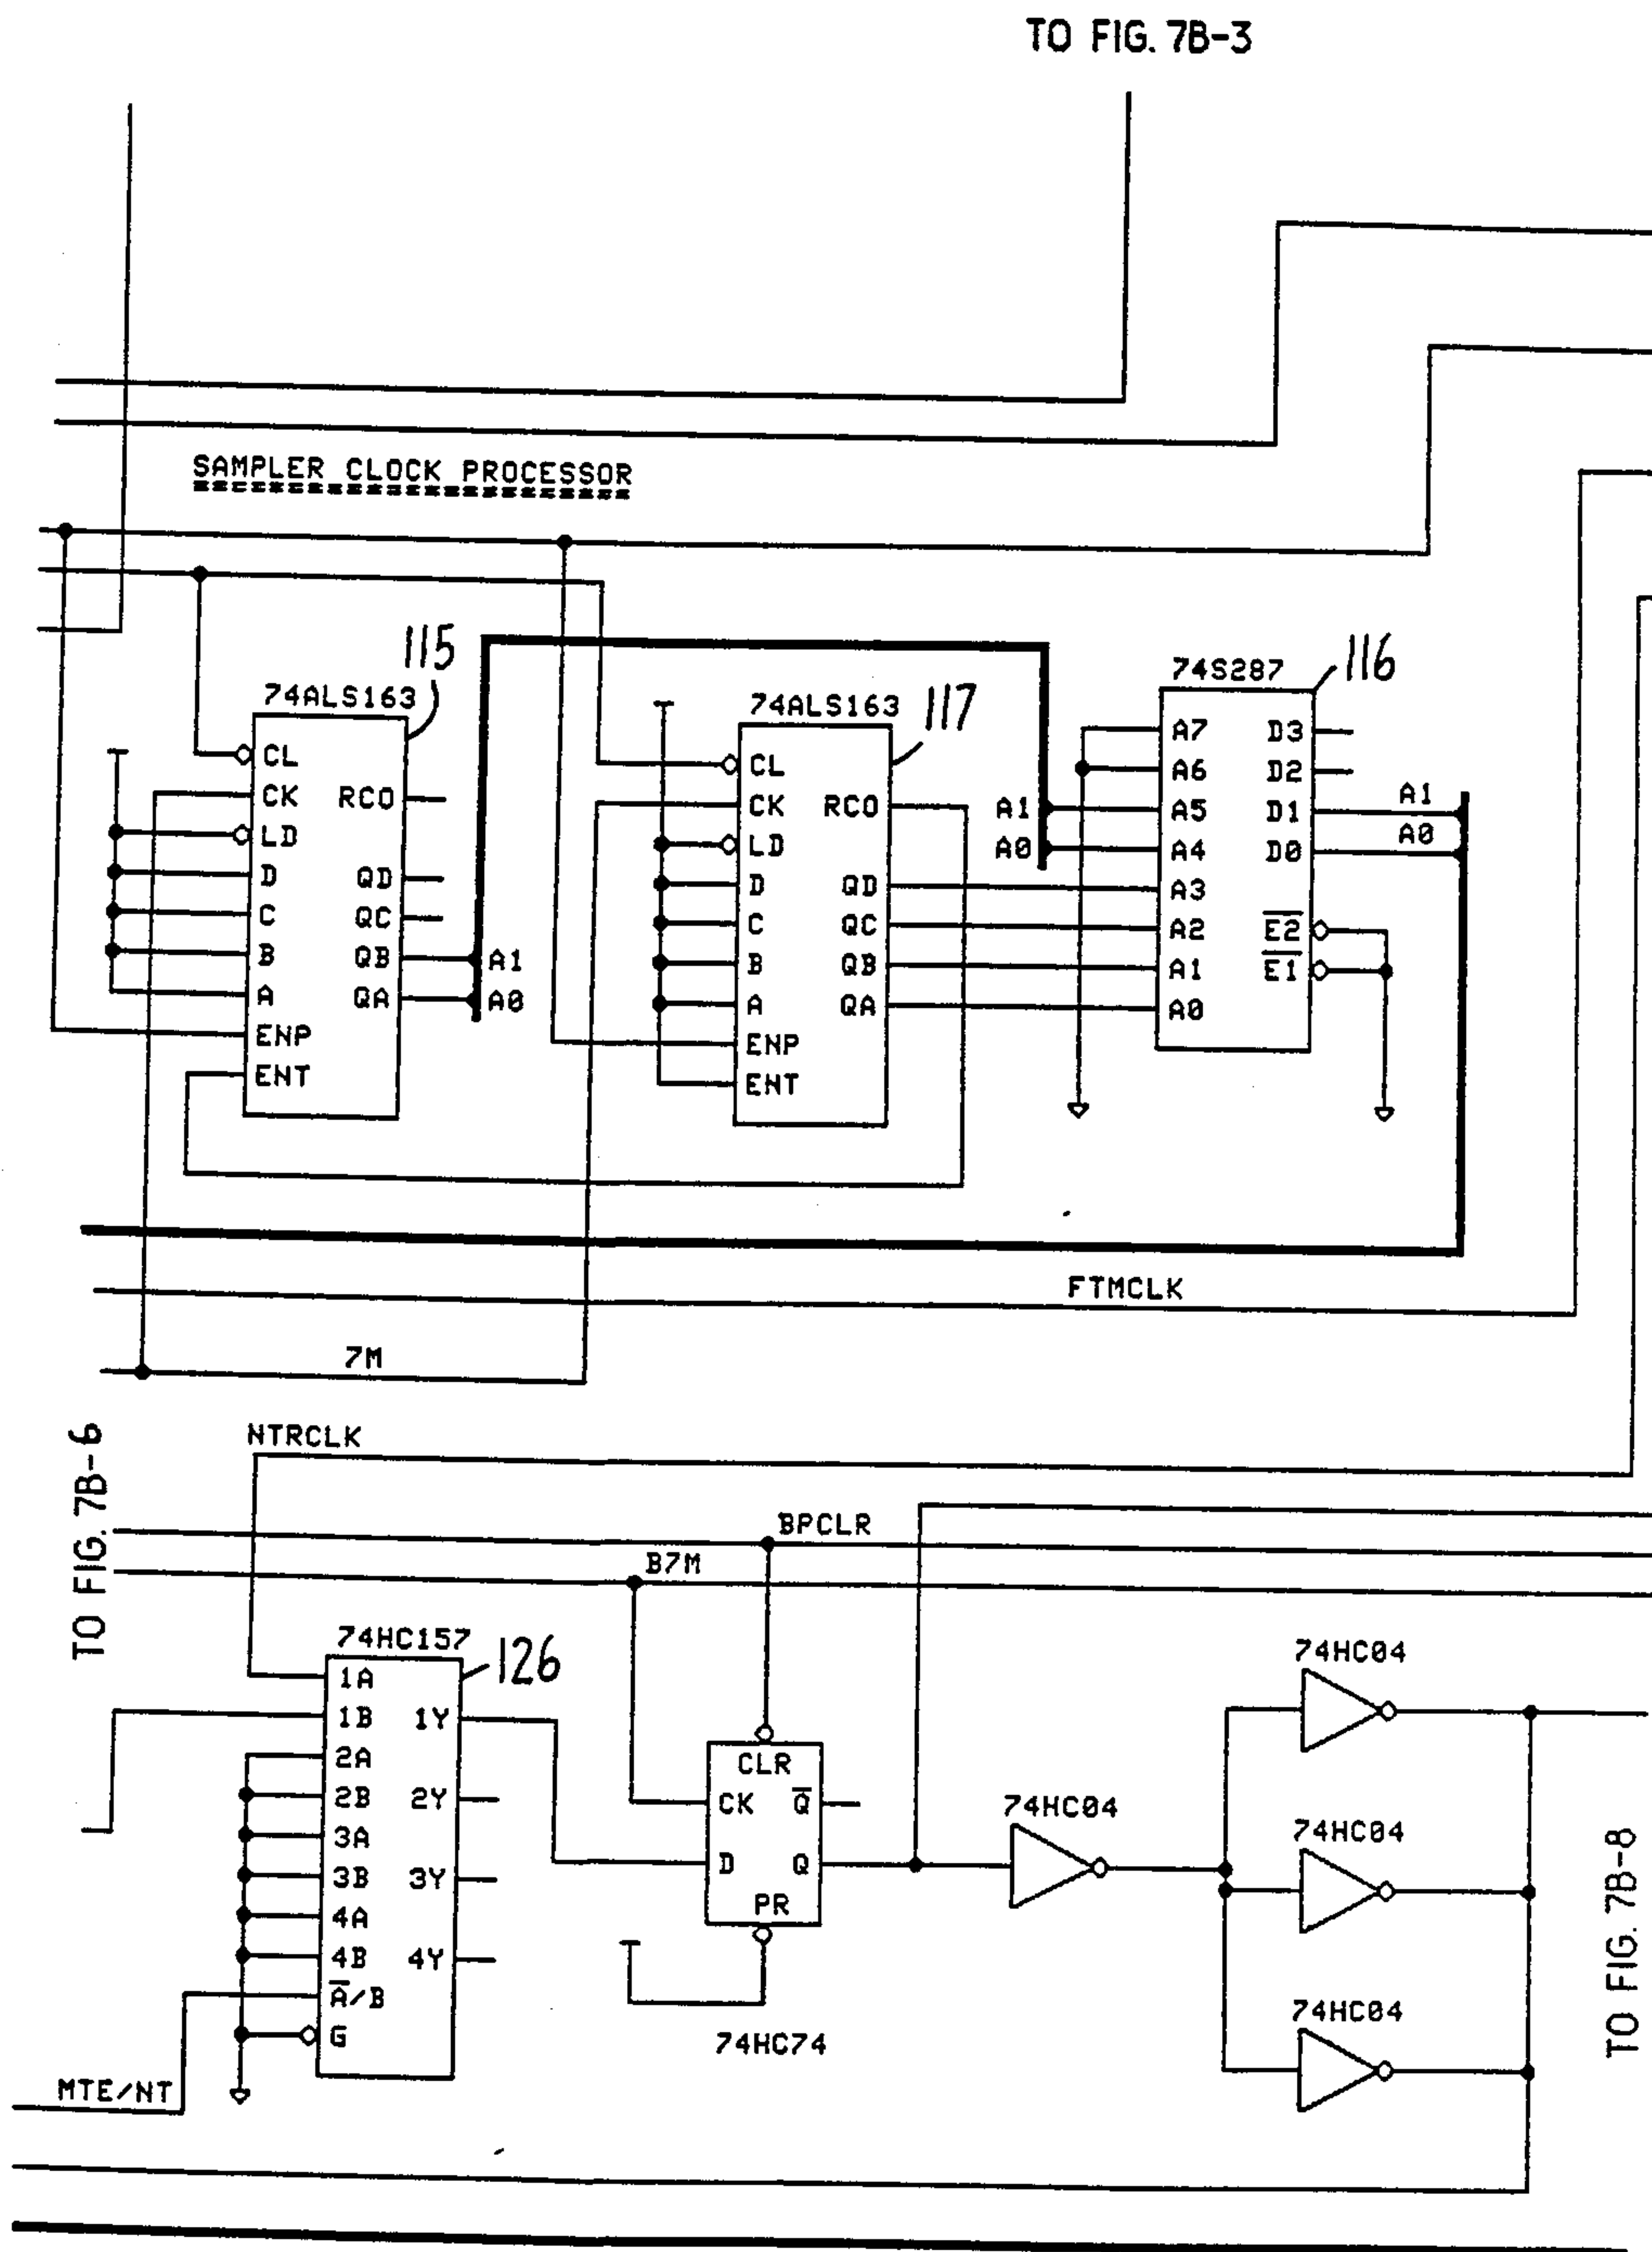 TO FIG. 7B-3
SAMPLER CLOCK PROCESSOR
115
74ALS163
CL
CK RCO
LD
D QD
C QC
B QB A1
A QA A0
ENP
ENT
117
74ALS163
CL
CK RCO
LD
D QD
C QC
B QB
A QA
ENP
ENT
116
74S287
A7 D3
A6 D2
A1 A5 D1 A1
A0 A4 D0 A0
A3
A2 E2
A1 E1
A0
FTMCLK
7M
TO FIG. 7B-6
NTRCLK
BPCLR
B7M
74HC157
126
1A
1B 1Y
2A
2B 2Y
3A
3B 3Y
4A
4B 4Y
A/B
G
MTE/NT
CLR
CK Q
D Q
PR
74HC74
74HC04
74HC04
74HC04
74HC04
TO FIG. 7B-8